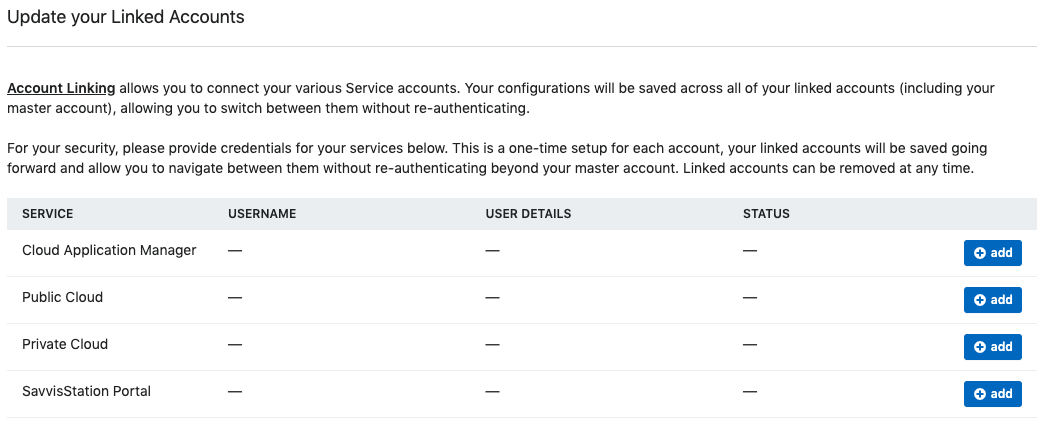 Update your Linked Accounts
Account Linking allows you to connect your various Service accounts. Your configurations will be saved across all of your linked accounts (including your
master account), allowing you to switch between them without re-authenticating.
For your security, please provide credentials for your services below. This is a one-time setup for each account, your linked accounts will be saved going
forward and allow you to navigate between them without re-authenticating beyond your master account. Linked accounts can be removed at any time.
SERVICE USERNAME USER DETAILS STATUS
Cloud Application Manager — — — add
Public Cloud — — — add
Private Cloud — — — add
SavvisStation Portal — — — add